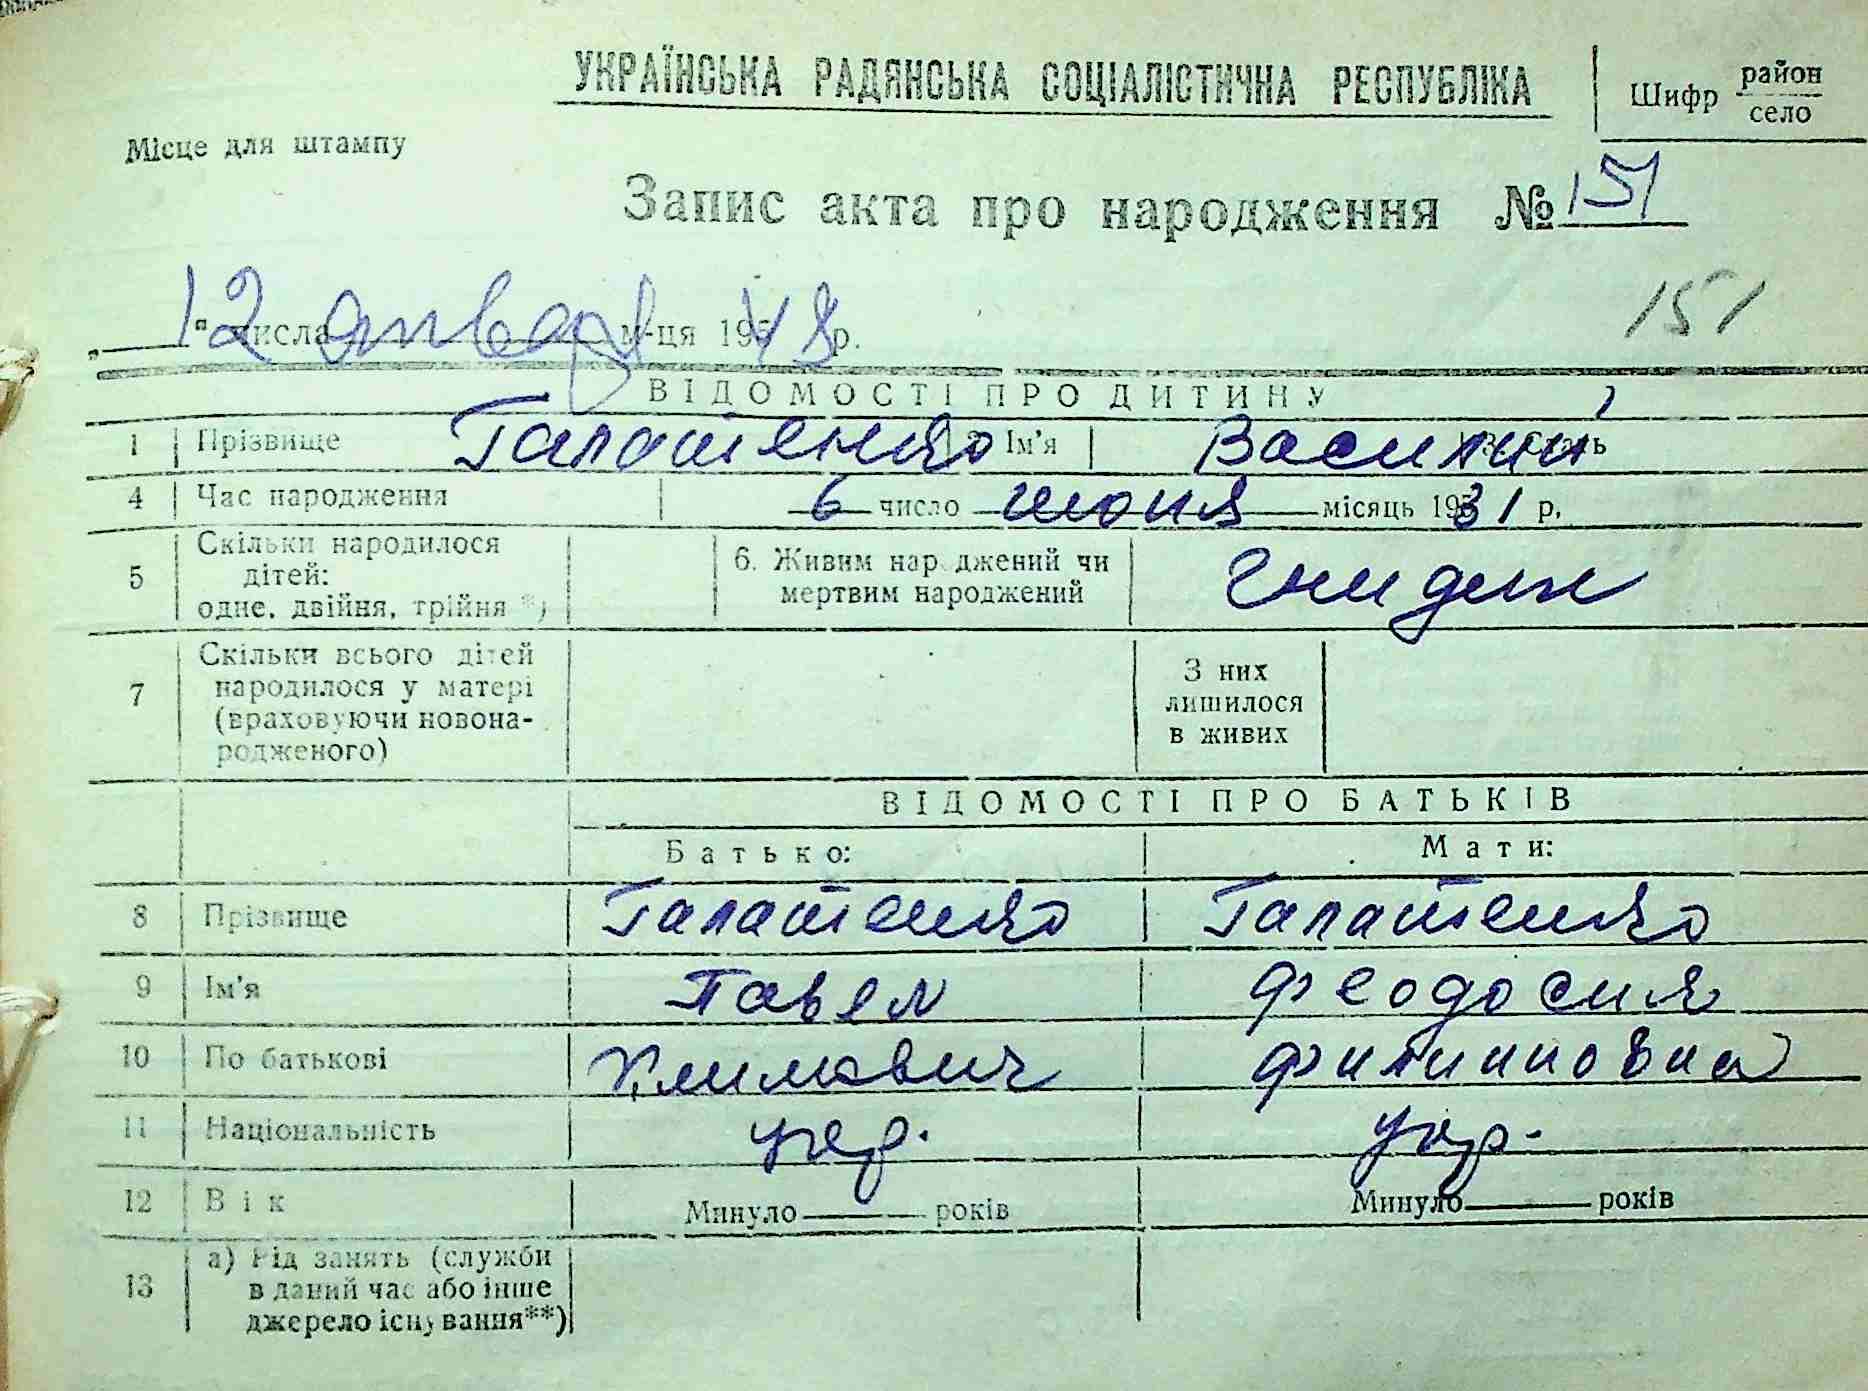 УКРАЇНСЬКА РАДЯНСЬКА СОЦІАЛІСТИЧНА РЕСПУБЛІКА
Шифр район
село
Місце для штампу
Запис акта про народження № 151
151
"12" числа января м-ця 1948 р.
ВІДОМОСТІ ПРО ДИТИНУ
1 Прізвище Галатенко Ім'я Василий
4 Час народження 6 число июня місяць 1931 р.
5 Скільки народилося дітей: одне, двійня, трійня *) 6. Живим народжений чи мертвим народжений Гнидин
7 Скільки всього дітей народилося у матері (враховуючи новонародженого) З них лишилося в живих
ВІДОМОСТІ ПРО БАТЬКІВ
Батько: Мати:
8 Прізвище Галатенко Галатенко
9 Ім'я Павел Феодосия
10 По батькові Климович Филипповна
11 Національність укр. укр.
12 Вік Минуло років Минуло років
13 а) Рід занять (служби в даний час або інше джерело існування**)